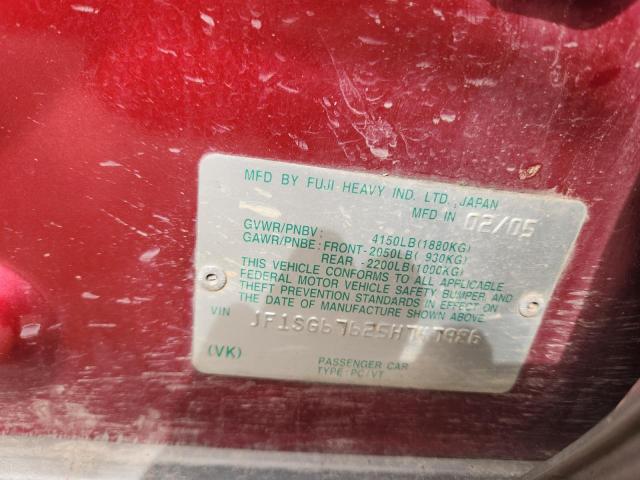 MFD BY FUJI HEAVY IND. LTD., JAPAN
MFD IN 02/05
GVWR/PNBV : 4150LB(1880KG)
GAWR/PNBE: FRONT-2050LB( 930KG)
REAR -2200LB(1000KG)
THIS VEHICLE CONFORMS TO ALL APPLICABLE
FEDERAL MOTOR VEHICLE SAFETY, BUMPER, AND
THEFT PREVENTION STANDARDS IN EFFECT ON
THE DATE OF MANUFACTURE SHOWN ABOVE.
VIN
(VK)
PASSENGER CAR
TYPE:PC/VT